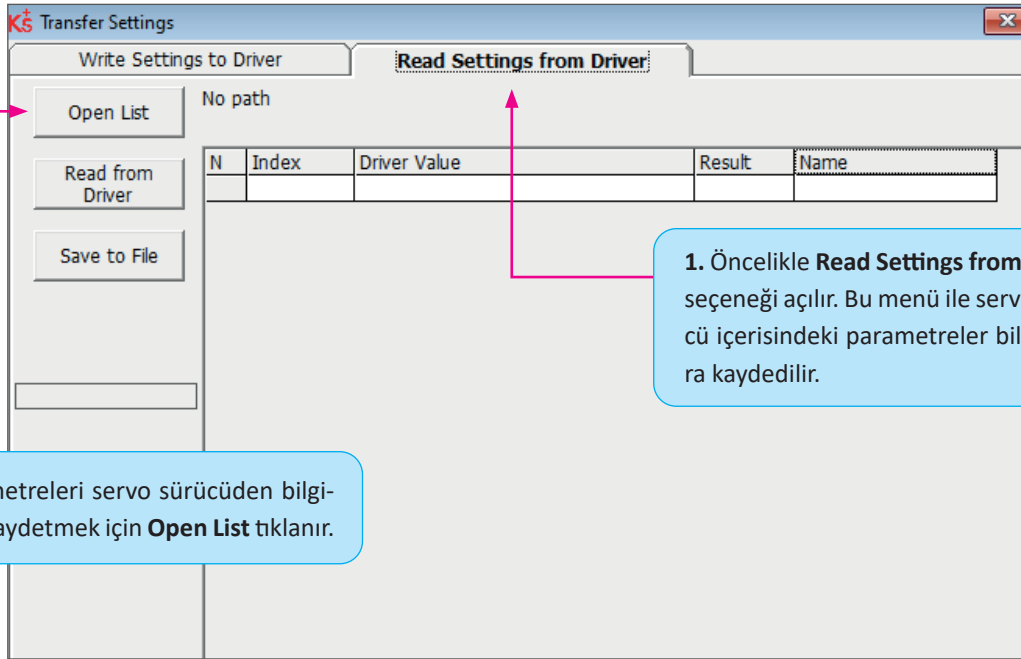 KS+ Transfer Settings
Write Settings to Driver
Read Settings from Driver
Open List
No path
Read from
Driver
Save to File
N Index Driver Value Result Name
1. Öncelikle Read Settings from
seçeneği açılır. Bu menü ile serv
cü içerisindeki parametreler bil
ra kaydedilir.
netreleri servo sürücüden bilgi-
aydetmek için Open List tıklanır.